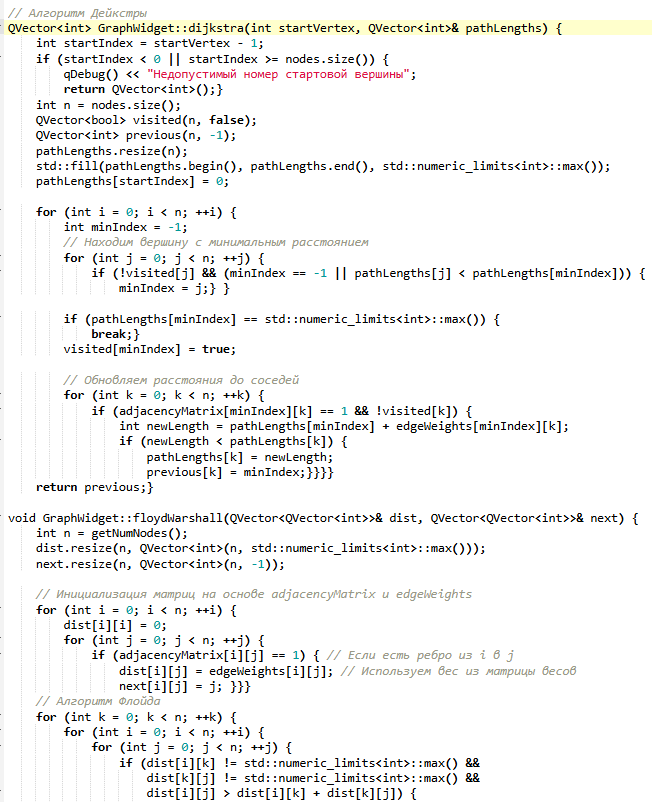 // Алгоритм Дейкстры
QVector<int> GraphWidget::dijkstra(int startVertex, QVector<int>& pathLengths) {
    int startIndex = startVertex - 1;
    if (startIndex < 0 || startIndex >= nodes.size()) {
        qDebug() << "Недопустимый номер стартовой вершины";
        return QVector<int>();}
    int n = nodes.size();
    QVector<bool> visited(n, false);
    QVector<int> previous(n, -1);
    pathLengths.resize(n);
    std::fill(pathLengths.begin(), pathLengths.end(), std::numeric_limits<int>::max());
    pathLengths[startIndex] = 0;

    for (int i = 0; i < n; ++i) {
        int minIndex = -1;
        // Находим вершину с минимальным расстоянием
        for (int j = 0; j < n; ++j) {
            if (!visited[j] && (minIndex == -1 || pathLengths[j] < pathLengths[minIndex])) {
                minIndex = j;} }

        if (pathLengths[minIndex] == std::numeric_limits<int>::max()) {
            break;}
        visited[minIndex] = true;

        // Обновляем расстояния до соседей
        for (int k = 0; k < n; ++k) {
            if (adjacencyMatrix[minIndex][k] == 1 && !visited[k]) {
                int newLength = pathLengths[minIndex] + edgeWeights[minIndex][k];
                if (newLength < pathLengths[k]) {
                    pathLengths[k] = newLength;
                    previous[k] = minIndex;}}}}
    return previous;}

void GraphWidget::floydWarshall(QVector<QVector<int>>& dist, QVector<QVector<int>>& next) {
    int n = getNumNodes();
    dist.resize(n, QVector<int>(n, std::numeric_limits<int>::max()));
    next.resize(n, QVector<int>(n, -1));

    // Инициализация матриц на основе adjacencyMatrix и edgeWeights
    for (int i = 0; i < n; ++i) {
        dist[i][i] = 0;
        for (int j = 0; j < n; ++j) {
            if (adjacencyMatrix[i][j] == 1) { // Если есть ребро из i в j
                dist[i][j] = edgeWeights[i][j]; // Используем вес из матрицы весов
                next[i][j] = j; }}}
    // Алгоритм Флойда
    for (int k = 0; k < n; ++k) {
        for (int i = 0; i < n; ++i) {
            for (int j = 0; j < n; ++j) {
                if (dist[i][k] != std::numeric_limits<int>::max() &&
                    dist[k][j] != std::numeric_limits<int>::max() &&
                    dist[i][j] > dist[i][k] + dist[k][j]) {